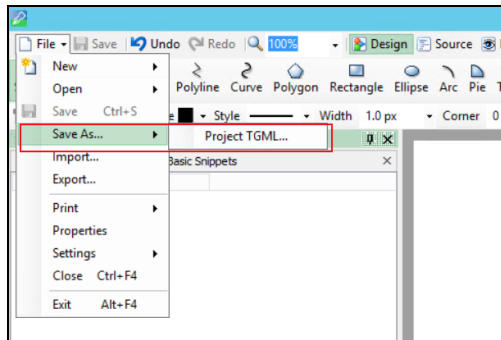 File Save Undo Redo 100% Design Source
New
Open
Polyline Curve Polygon Rectangle Ellipse Arc Pie
Save Ctrl+S
Style Width 1.0 px Corner 0
Save As...
Project TGML...
Import...
Basic Snippets
Export...
Print
Properties
Settings
Close Ctrl+F4
Exit Alt+F4